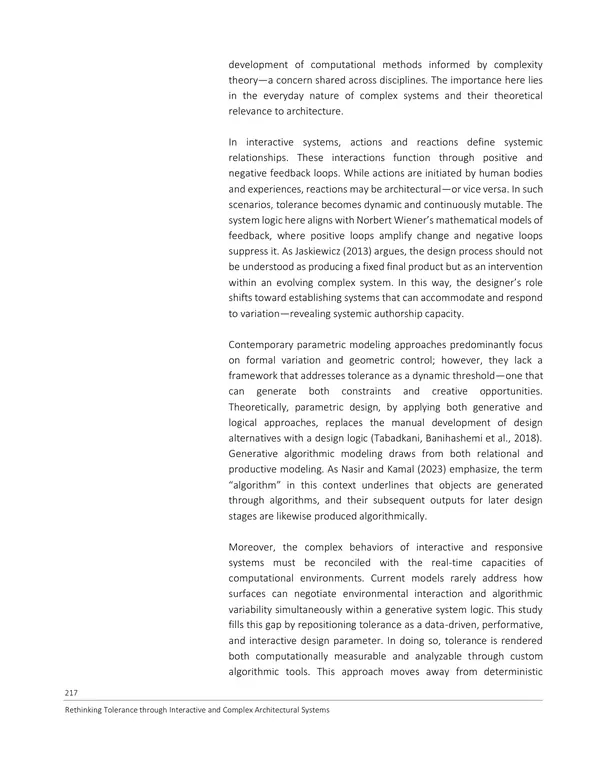 development of computational methods informed by complexity
theory—a concern shared across disciplines. The importance here lies
in the everyday nature of complex systems and their theoretical
relevance to architecture.
In interactive systems, actions and reactions define systemic
relationships. These interactions function through positive and
negative feedback loops. While actions are initiated by human bodies
and experiences, reactions may be architectural—or vice versa. In such
scenarios, tolerance becomes dynamic and continuously mutable. The
system logic here aligns with Norbert Wiener’s mathematical models of
feedback, where positive loops amplify change and negative loops
suppress it. As Jaskiewicz (2013) argues, the design process should not
be understood as producing a fixed final product but as an intervention
within an evolving complex system. In this way, the designer’s role
shifts toward establishing systems that can accommodate and respond
to variation—revealing systemic authorship capacity.
Contemporary parametric modeling approaches predominantly focus
on formal variation and geometric control; however, they lack a
framework that addresses tolerance as a dynamic threshold—one that
can generate both constraints and creative opportunities.
Theoretically, parametric design, by applying both generative and
logical approaches, replaces the manual development of design
alternatives with a design logic (Tabadkani, Banihashemi et al., 2018).
Generative algorithmic modeling draws from both relational and
productive modeling. As Nasir and Kamal (2023) emphasize, the term
“algorithm” in this context underlines that objects are generated
through algorithms, and their subsequent outputs for later design
stages are likewise produced algorithmically.
Moreover, the complex behaviors of interactive and responsive
systems must be reconciled with the real-time capacities of
computational environments. Current models rarely address how
surfaces can negotiate environmental interaction and algorithmic
variability simultaneously within a generative system logic. This study
fills this gap by repositioning tolerance as a data-driven, performative,
and interactive design parameter. In doing so, tolerance is rendered
both computationally measurable and analyzable through custom
algorithmic tools. This approach moves away from deterministic
217
Rethinking Tolerance through Interactive and Complex Architectural Systems